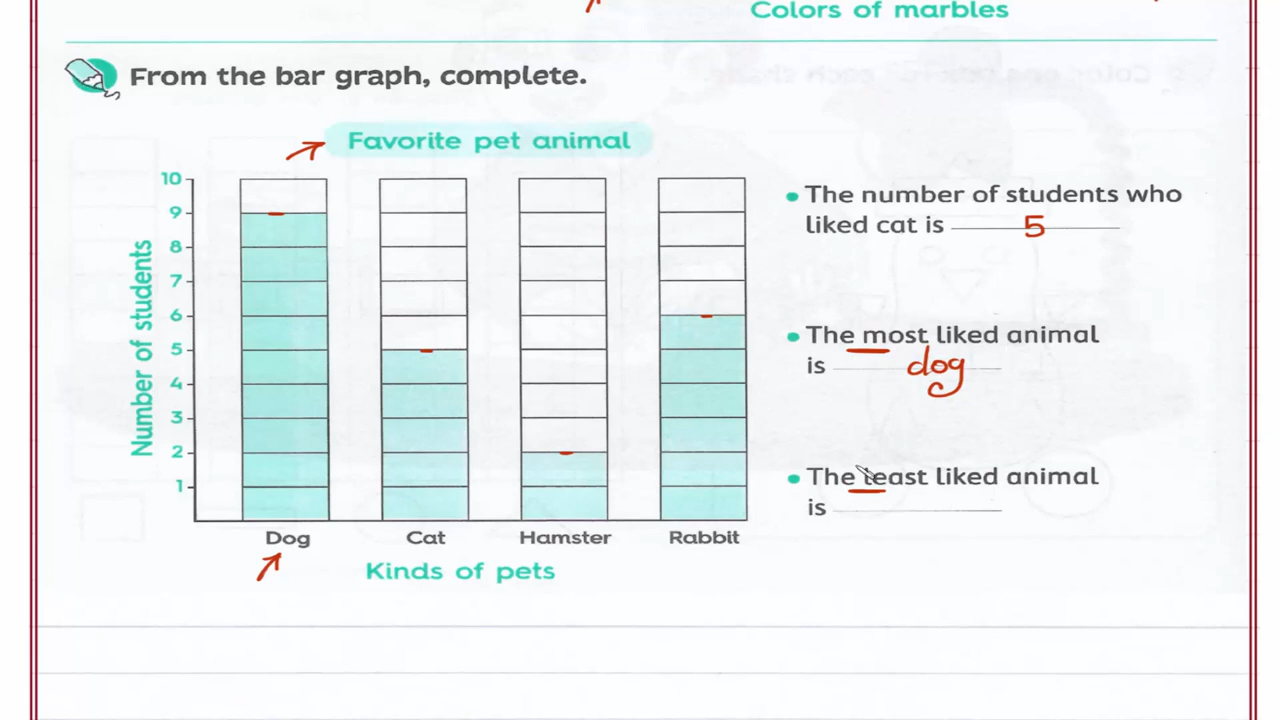 Colors of marbles
From the bar graph, complete.
Favorite pet animal
Number of students
10
9
8
7
6
5
4
3
2
1
Dog
Cat
Hamster
Rabbit
Kinds of pets
• The number of students who
liked cat is 5
• The most liked animal
is dog
• The least liked animal
is